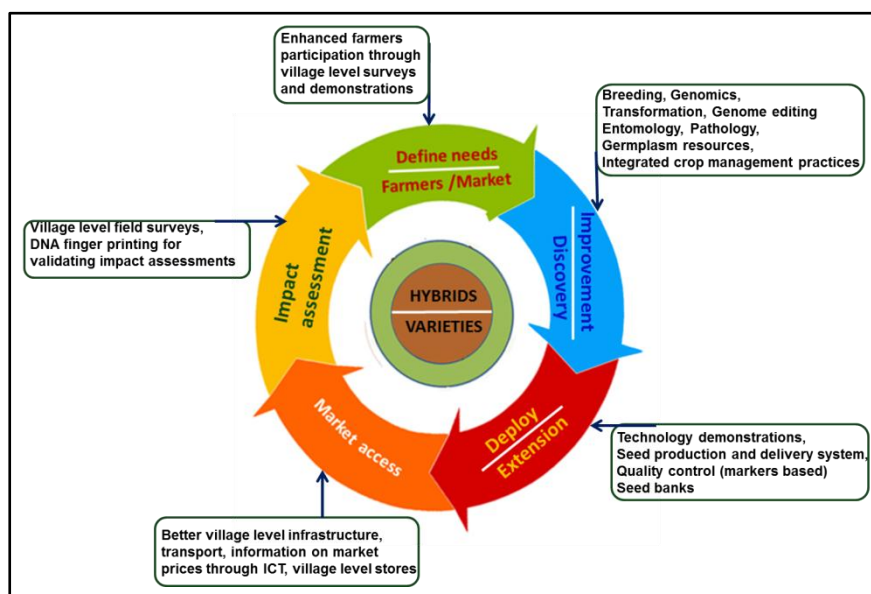 Enhanced farmers
participation through
village level surveys
and demonstrations
Breeding, Genomics,
Transformation, Genome editing
Entomology, Pathology,
Germplasm resources,
Integrated crop management practices
Define needs
Farmers /Market
Improvement
Discovery
Village level field surveys,
DNA finger printing for
validating impact assessments
Impact
assessment
HYBRIDS
VARIETIES
Deploy
Extension
Market access
Technology demonstrations,
Seed production and delivery system,
Quality control (markers based)
Seed banks
Better village level infrastructure,
transport, information on market
prices through ICT, village level stores